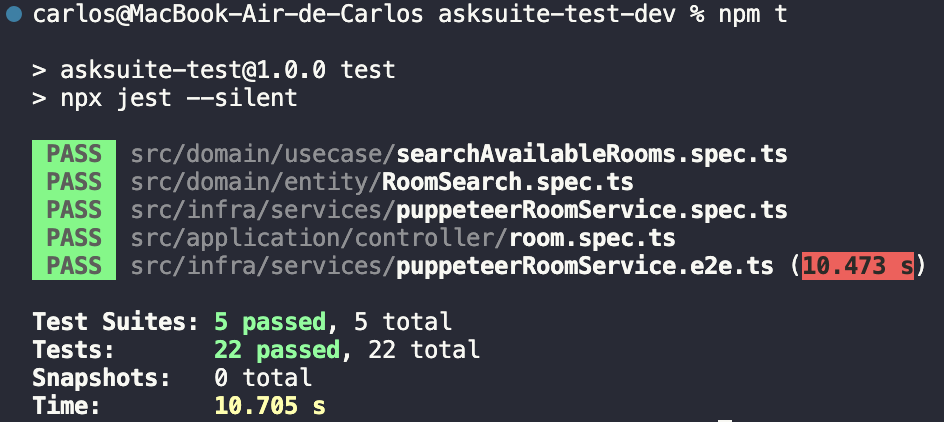 carlos@MacBook-Air-de-Carlos asksuite-test-dev % npm t
> asksuite-test@1.0.0 test
> npx jest --silent
PASS src/domain/usecase/searchAvailableRooms.spec.ts
PASS src/domain/entity/RoomSearch.spec.ts
PASS src/infra/services/puppeteerRoomService.spec.ts
PASS src/application/controller/room.spec.ts
PASS src/infra/services/puppeteerRoomService.e2e.ts (10.473 s)
Test Suites: 5 passed, 5 total
Tests: 22 passed, 22 total
Snapshots: 0 total
Time: 10.705 s